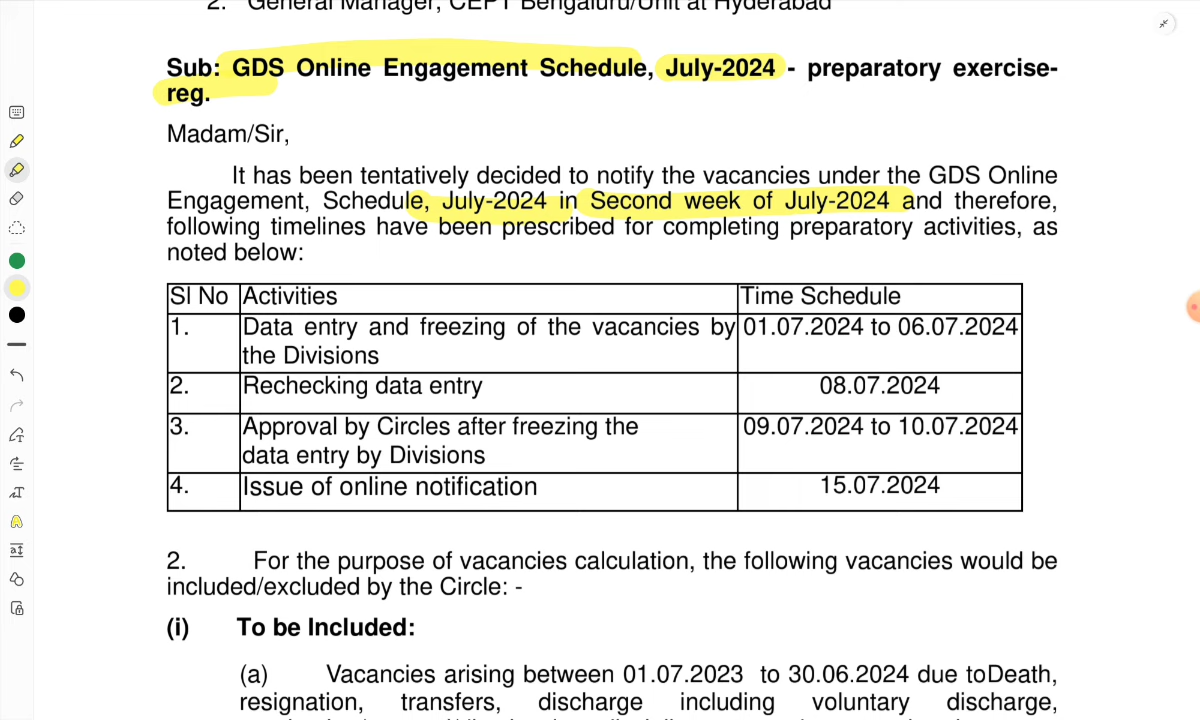 2. General Manager, CEPT Bengaluru/Unit at Hyderabad
Sub: GDS Online Engagement Schedule, July-2024 - preparatory exercise-
reg.
Madam/Sir,
It has been tentatively decided to notify the vacancies under the GDS Online
Engagement, Schedule, July-2024 in Second week of July-2024 and therefore,
following timelines have been prescribed for completing preparatory activities, as
noted below:
Sl No Activities Time Schedule
1. Data entry and freezing of the vacancies by 01.07.2024 to 06.07.2024
the Divisions
2. Rechecking data entry 08.07.2024
3. Approval by Circles after freezing the 09.07.2024 to 10.07.2024
data entry by Divisions
4. Issue of online notification 15.07.2024
2. For the purpose of vacancies calculation, the following vacancies would be
included/excluded by the Circle: -
(i) To be Included:
(a) Vacancies arising between 01.07.2023 to 30.06.2024 due toDeath,
resignation, transfers, discharge including voluntary discharge,